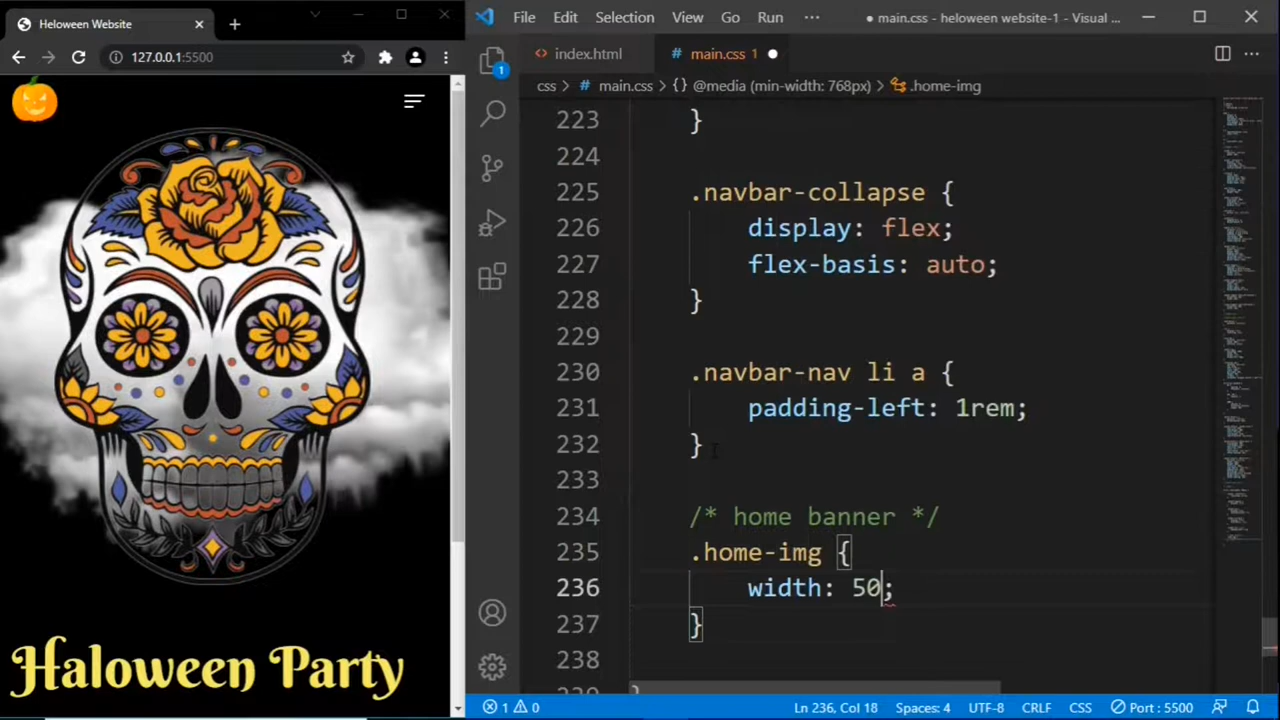 Heloween Website
127.0.0.1:5500
Haloween Party
File Edit Selection View Go Run ··· ● main.css - heloween website-1 - Visual ...
index.html # main.css 1 ●
css > # main.css > {} @media (min-width: 768px) > .home-img
1
223 }
224
225 .navbar-collapse {
226 display: flex;
227 flex-basis: auto;
228 }
229
230 .navbar-nav li a {
231 padding-left: 1rem;
232 }
233
234 /* home banner */
235 .home-img {
236 width: 50;
237 }
238
1 0 Ln 236, Col 18 Spaces: 4 UTF-8 CRLF CSS Port : 5500